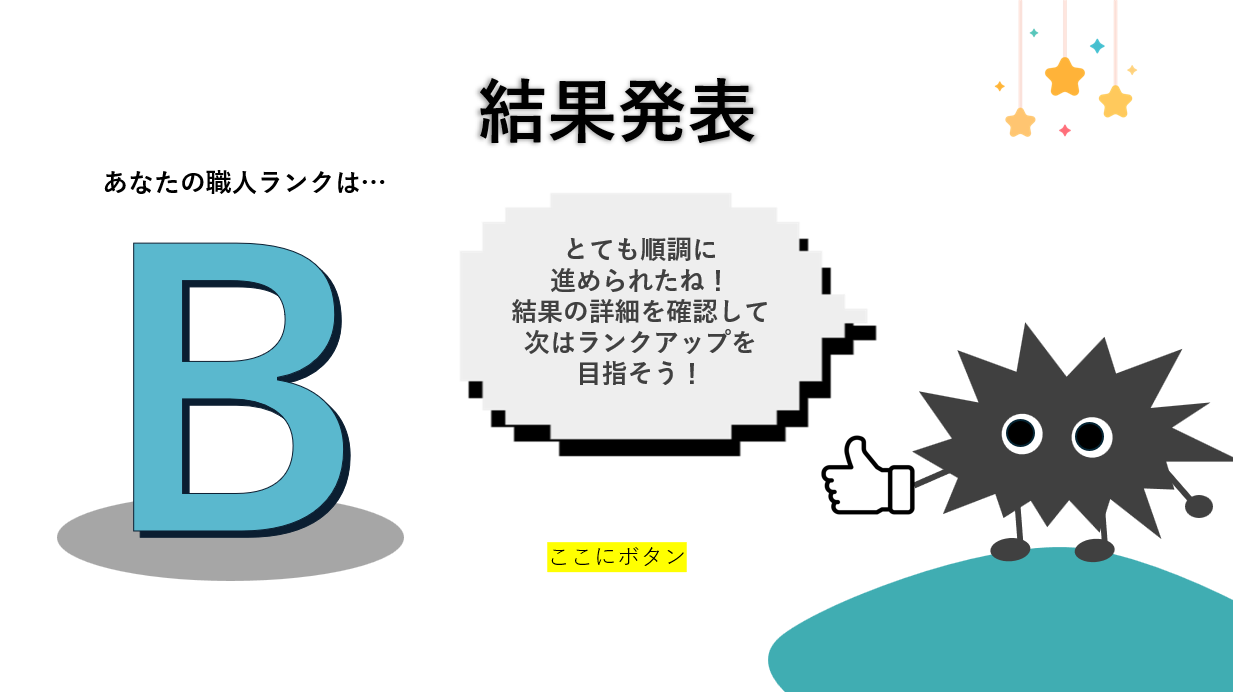 結果発表
あなたの職人ランクは…
B
とても順調に
進められたね！
結果の詳細を確認して
次はランクアップを
目指そう！
ここにボタン